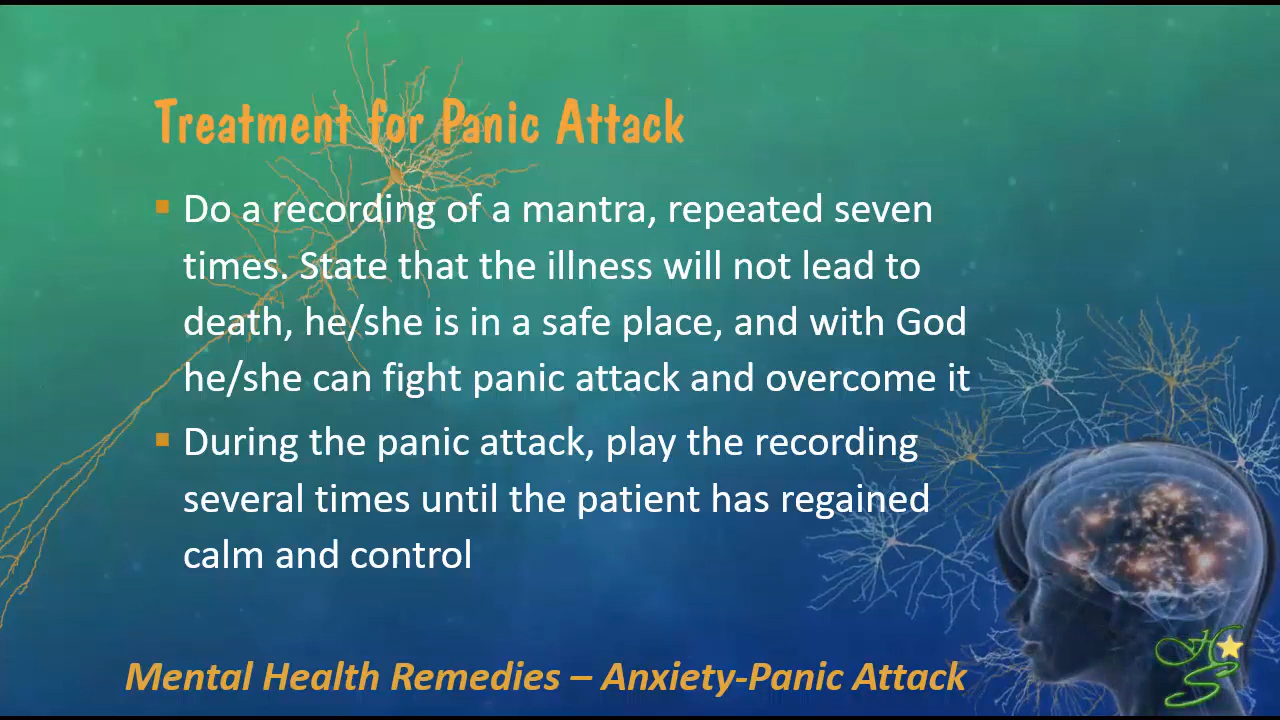 Treatment for Panic Attack
Do a recording of a mantra, repeated seven
times. State that the illness will not lead to
death, he/she is in a safe place, and with God
he/she can fight panic attack and overcome it
During the panic attack, play the recording
several times until the patient has regained
calm and control
Mental Health Remedies – Anxiety-Panic Attack
HS